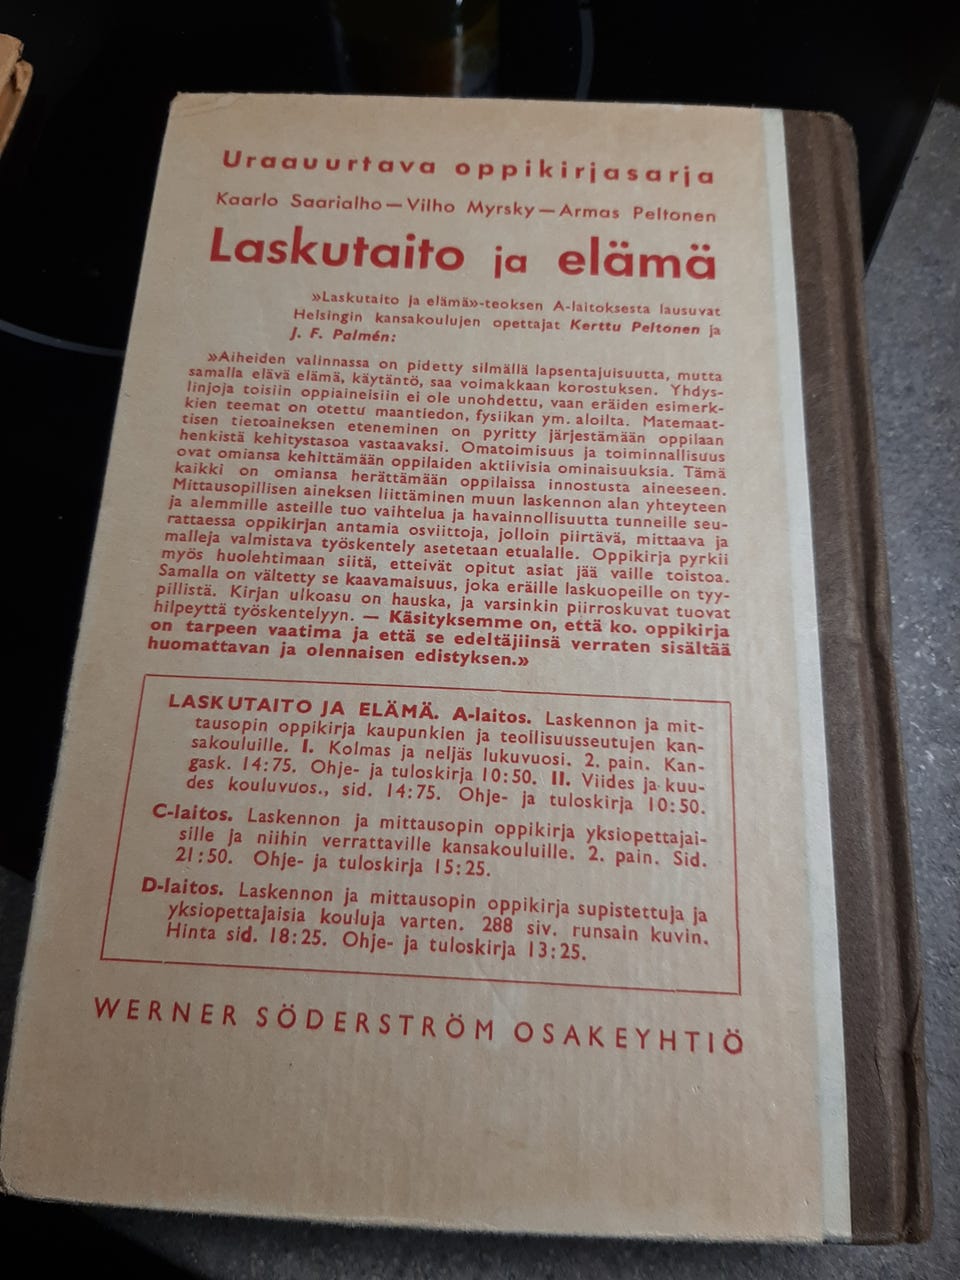 Uraauurtava oppikirjasarja
Kaarlo Saarialho — Vilho Myrsky — Armas Peltonen
Laskutaito ja elämä
»Laskutaito ja elämä»-teoksen A-laitoksesta lausuvat
Helsingin kansakoulujen opettajat Kerttu Peltonen ja
J. F. Palmén:
»Aiheiden valinnassa on pidetty silmällä lapsentajuisuutta, mutta
samalla elävä elämä, käytäntö, saa voimakkaan korostuksen. Yhdys-
linjoja toisiin oppiaineisiin ei ole unohdettu, vaan eräiden esimerk-
kien teemat on otettu maantiedon, fysiikan ym. aloilta. Matemaat-
tisen tietoaineksen eteneminen on pyritty järjestämään oppilaan
henkistä kehitystasoa vastaavaksi. Omatoimisuus ja toiminnallisuus
ovat omiansa kehittämään oppilaiden aktiivisia ominaisuuksia. Tämä
kaikki on omiansa herättämään oppilaissa innostusta aineeseen.
Mittausopillisen aineksen liittäminen muun laskennon alan yhteyteen
ja alemmille asteille tuo vaihtelua ja havainnollisuutta tunneille seu-
rattaessa oppikirjan antamia osviittoja, jolloin piirtävä, mittaava ja
malleja valmistava työskentely asetetaan etualalle. Oppikirja pyrkii
myös huolehtimaan siitä, etteivät opitut asiat jää vaille toistoa.
Samalla on vältetty se kaavamaisuus, joka eräille laskuopeille on tyy-
pillistä. Kirjan ulkoasu on hauska, ja varsinkin piirroskuvat tuovat
hilpeyttä työskentelyyn. — Käsityksemme on, että ko. oppikirja
on tarpeen vaatima ja että se edeltäjiinsä verraten sisältää
huomattavan ja olennaisen edistyksen.»
LASKUTAITO JA ELÄMÄ. A-laitos. Laskennon ja mit-
tausopin oppikirja kaupunkien ja teollisuusseutujen kan-
sakouluille. I. Kolmas ja neljäs lukuvuosi. 2. pain. Kan-
gask. 14:75. Ohje- ja tuloskirja 10:50. II. Viides ja kuu-
des kouluvuos., sid. 14:75. Ohje- ja tuloskirja 10:50.
C-laitos. Laskennon ja mittausopin oppikirja yksiopettajai-
sille ja niihin verrattaville kansakouluille. 2. pain. Sid.
21:50. Ohje- ja tuloskirja 15:25.
D-laitos. Laskennon ja mittausopin oppikirja supistettuja ja
yksiopettajaisia kouluja varten. 288 siv. runsain kuvin.
Hinta sid. 18:25. Ohje- ja tuloskirja 13:25.
WERNER SÖDERSTRÖM OSAKEYHTIÖ